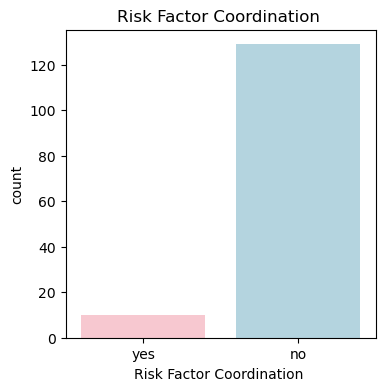 Risk Factor Coordination
120
100
80
60
40
20
0
count
yes no
Risk Factor Coordination